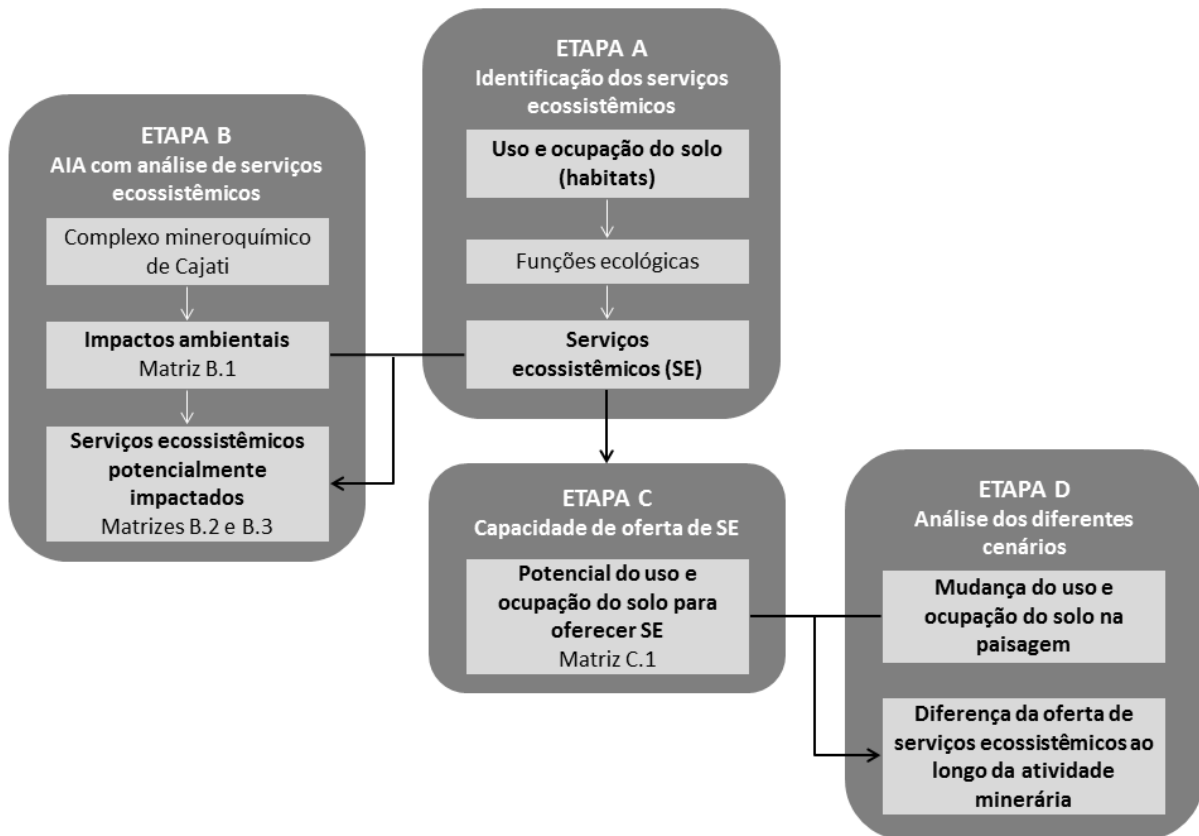 ETAPA A
Identificação dos serviços
ecossistêmicos
Uso e ocupação do solo
(habitats)
Funções ecológicas
Serviços
ecossistêmicos (SE)
ETAPA B
AIA com análise de serviços
ecossistêmicos
Complexo mineroquímico
de Cajati
Impactos ambientais
Matriz B.1
Serviços ecossistêmicos
potencialmente
impactados
Matrizes B.2 e B.3
ETAPA C
Capacidade de oferta de SE
Potencial do uso e
ocupação do solo para
oferecer SE
Matriz C.1
ETAPA D
Análise dos diferentes
cenários
Mudança do uso e
ocupação do solo na
paisagem
Diferença da oferta de
serviços ecossistêmicos ao
longo da atividade
minerária